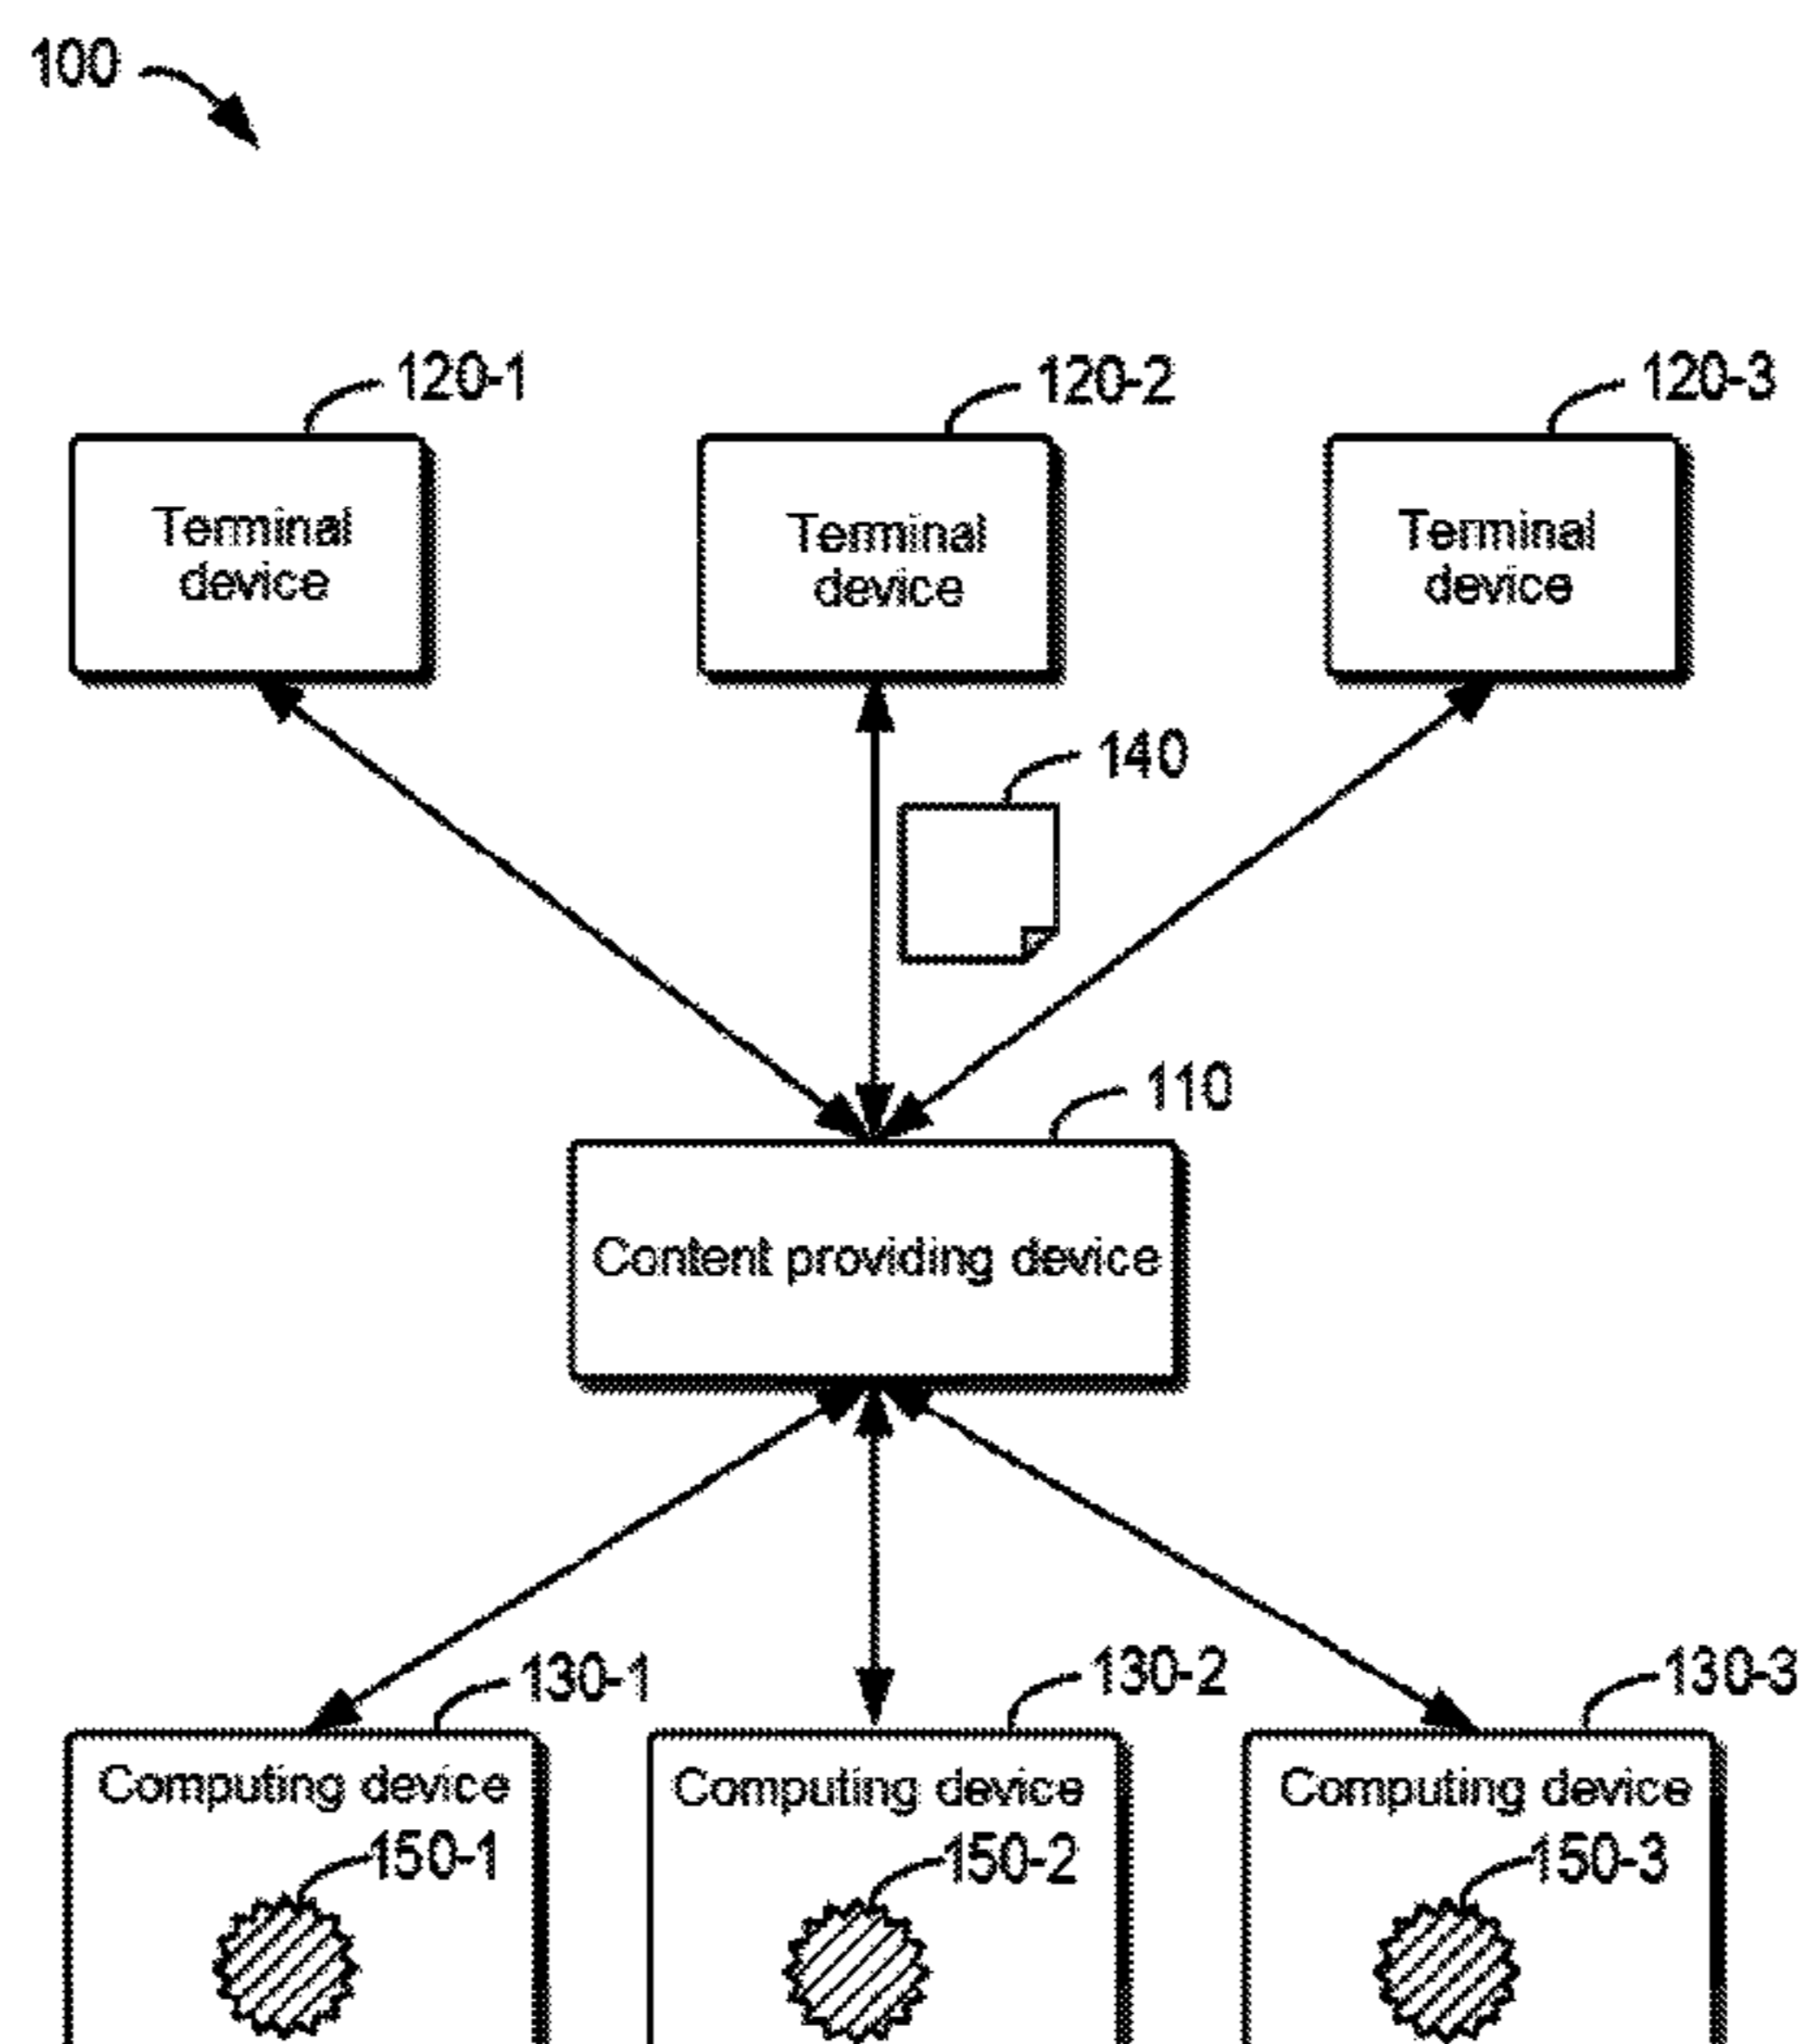 100
120-1
120-2
120-3
Terminal
device
Terminal
device
Terminal
device
140
110
Content providing device
130-1
130-2
130-3
Computing device
Computing device
Computing device
150-1
150-2
150-3